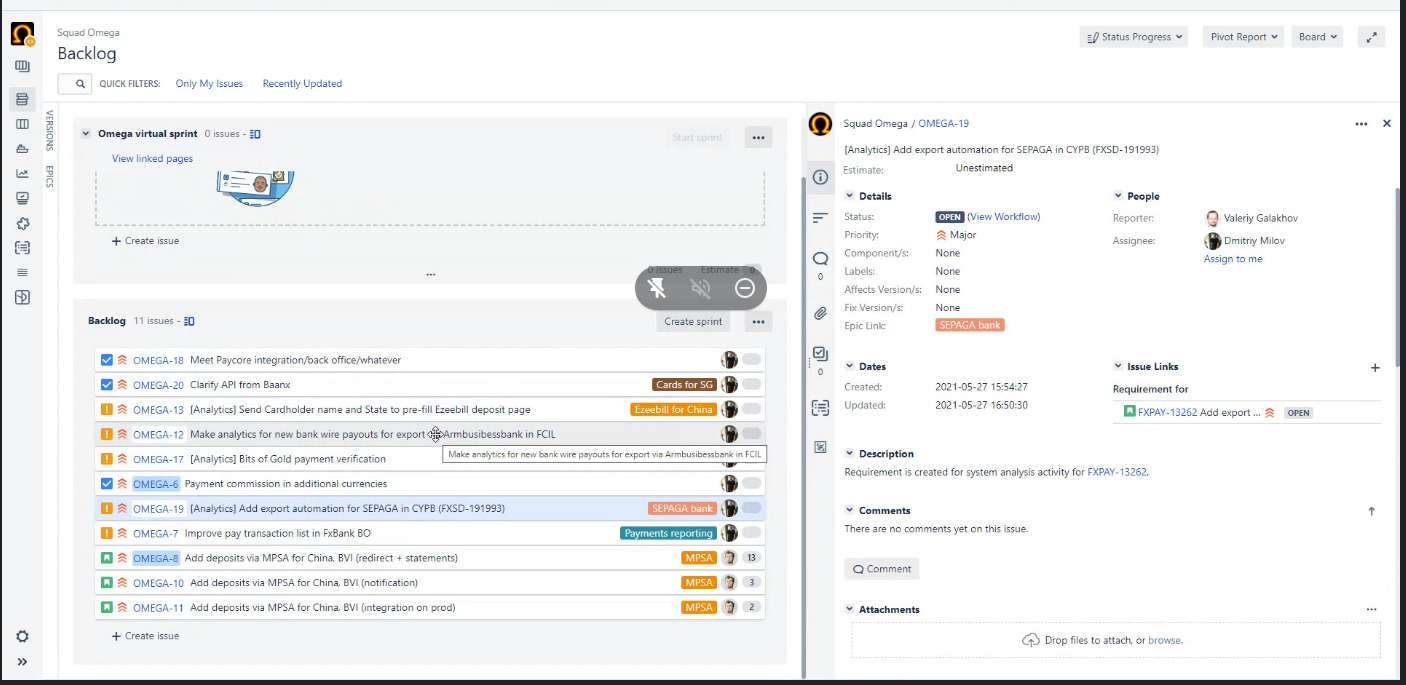 Squad Omega
Backlog
Status Progress
Pivot Report
Board
QUICK FILTERS:
Only My Issues
Recently Updated
VERSIONS
EPICS
Omega virtual sprint 0 issues -
Start sprint
View linked pages
+ Create issue
0 issues Estimate 0
Backlog 11 issues -
Create sprint
OMEGA-18 Meet Paycore integration/back office/whatever
OMEGA-20 Clarify API from Baanx Cards for SG
OMEGA-13 [Analytics] Send Cardholder name and State to pre-fill Ezeebill deposit page Ezeebill for China
OMEGA-12 Make analytics for new bank wire payouts for export Armbusibessbank in FCIL
Make analytics for new bank wire payouts for export via Armbusibessbank in FCIL
OMEGA-17 [Analytics] Bits of Gold payment verification
OMEGA-6 Payment commission in additional currencies
OMEGA-19 [Analytics] Add export automation for SEPAGA in CYPB (FXSD-191993) SEPAGA bank
OMEGA-7 Improve pay transaction list in FxBank BO Payments reporting
OMEGA-8 Add deposits via MPSA for China, BVI (redirect + statements) MPSA 13
OMEGA-10 Add deposits via MPSA for China, BVI (notification) MPSA 3
OMEGA-11 Add deposits via MPSA for China, BVI (integration on prod) MPSA 2
+ Create issue
Squad Omega / OMEGA-19
[Analytics] Add export automation for SEPAGA in CYPB (FXSD-191993)
Estimate: Unestimated
Details
Status: OPEN (View Workflow)
Priority: Major
Component/s: None
Labels: None
Affects Version/s: None
Fix Version/s: None
Epic Link: SEPAGA bank
People
Reporter: Valeriy Galakhov
Assignee: Dmitriy Milov
Assign to me
0
0
Dates
Created: 2021-05-27 15:54:27
Updated: 2021-05-27 16:50:30
Issue Links
Requirement for
FXPAY-13262 Add export ... OPEN
Description
Requirement is created for system analysis activity for FXPAY-13262.
Comments
There are no comments yet on this issue.
Comment
Attachments
Drop files to attach, or browse.